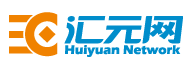 汇元网
Huiyuan Network